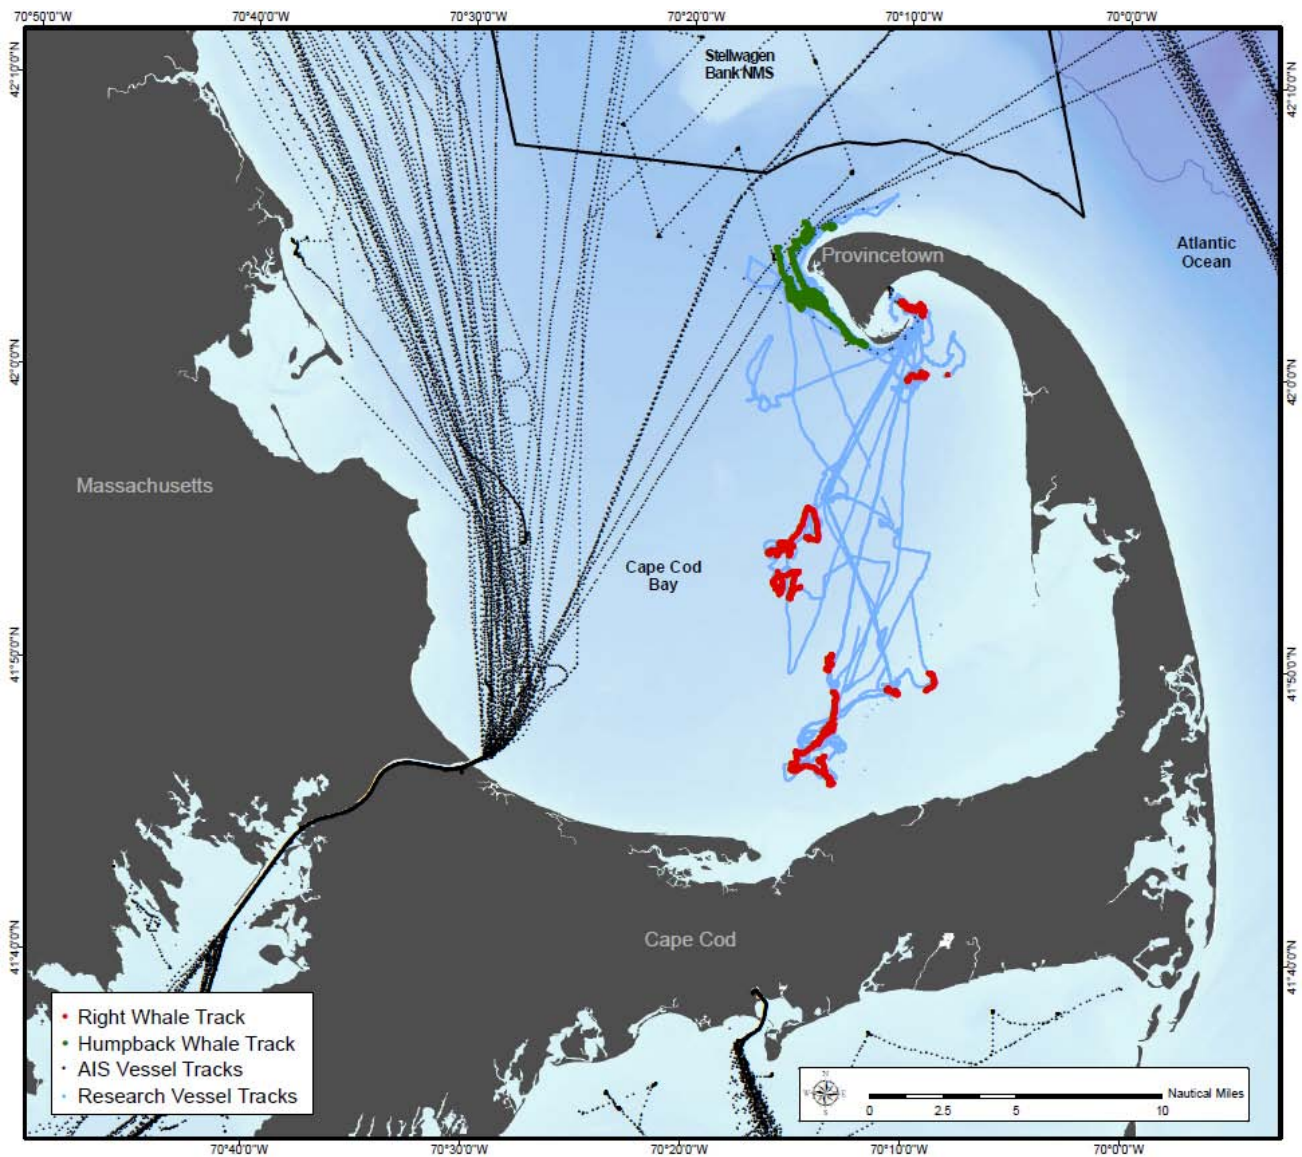 70°50'0"W 70°40'0"W 70°30'0"W 70°20'0"W 70°10'0"W 70°0'0"W
42°10'0"N
42°10'0"N
Stellwagen
Bank NMS
Atlantic
Ocean
Provincetown
42°0'0"N
42°0'0"N
Massachusetts
Cape Cod
Bay
41°50'0"N
41°50'0"N
Cape Cod
41°40'0"N
41°40'0"N
Right Whale Track
Humpback Whale Track
AIS Vessel Tracks
Research Vessel Tracks
N
W E
S
Nautical Miles
0 2.5 5 10
70°40'0"W 70°30'0"W 70°20'0"W 70°10'0"W 70°0'0"W